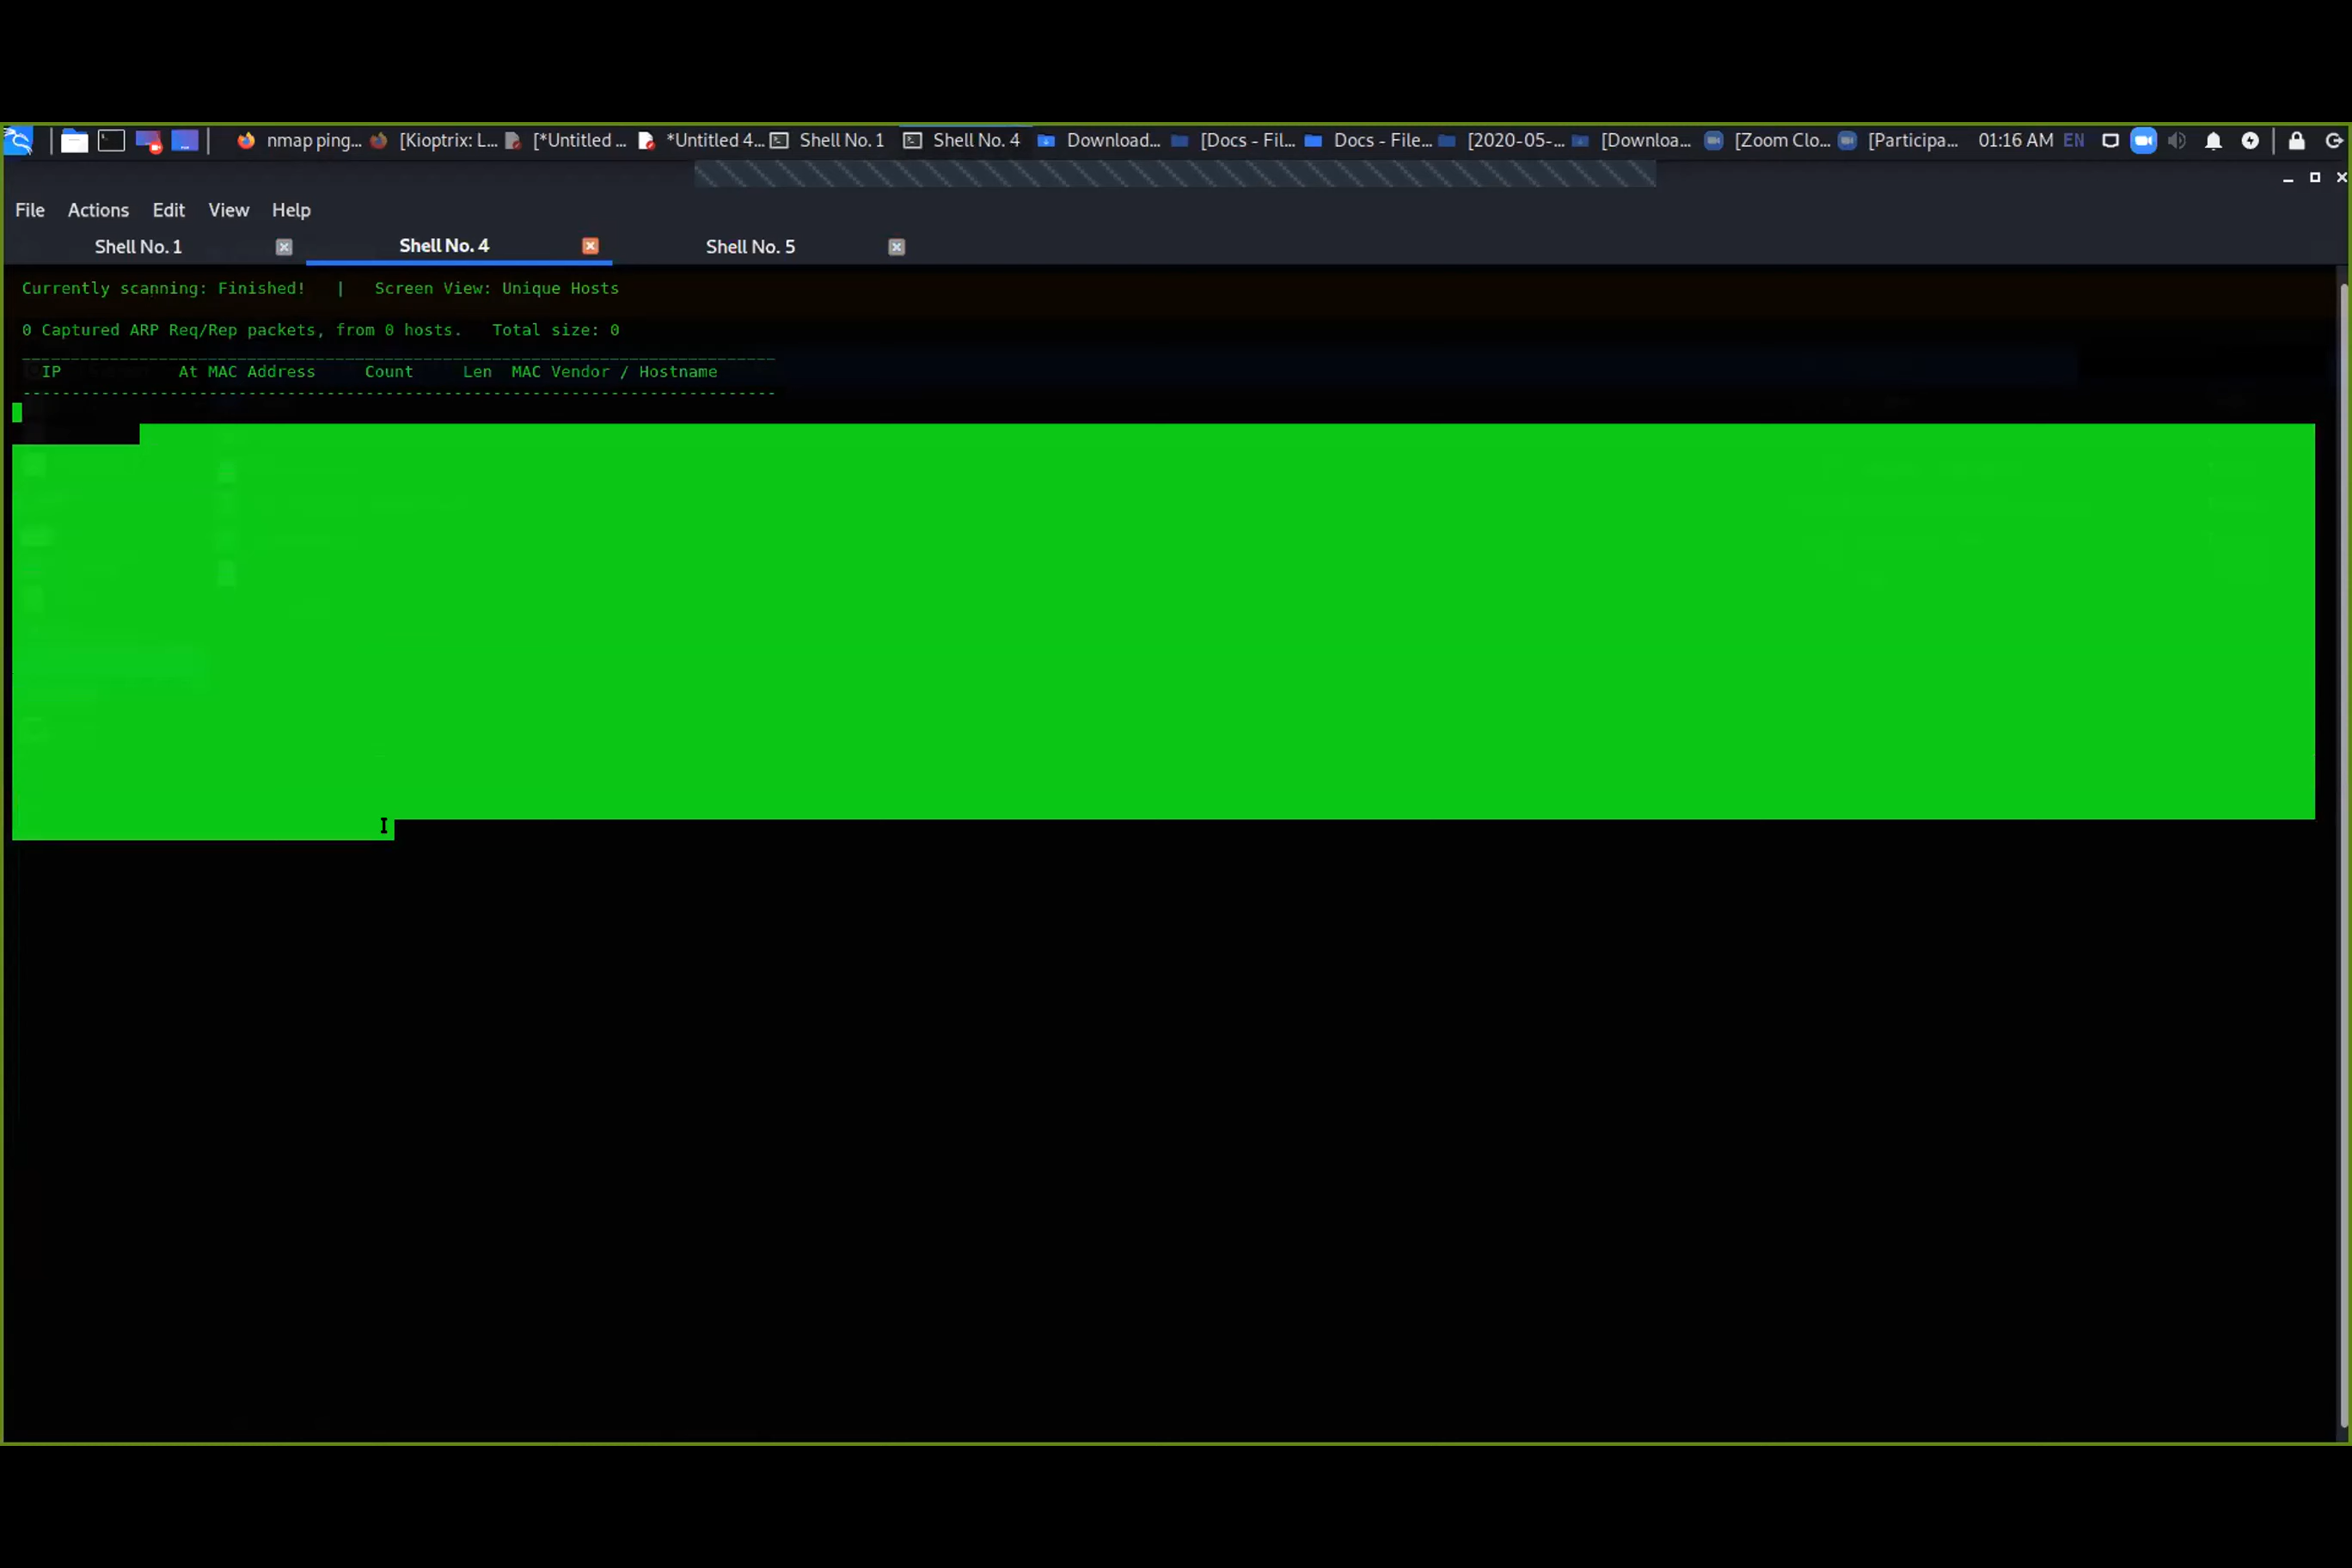 nmap ping... [Kioptrix: L... [*Untitled ... *Untitled 4... Shell No. 1 Shell No. 4 Download... [Docs - Fil... Docs - File... [2020-05-... [Downloa... [Zoom Clo... [Participa... 01:16 AM EN
File Actions Edit View Help
Shell No. 1 Shell No. 4 Shell No. 5
Currently scanning: Finished! | Screen View: Unique Hosts
0 Captured ARP Req/Rep packets, from 0 hosts. Total size: 0
IP At MAC Address Count Len MAC Vendor / Hostname